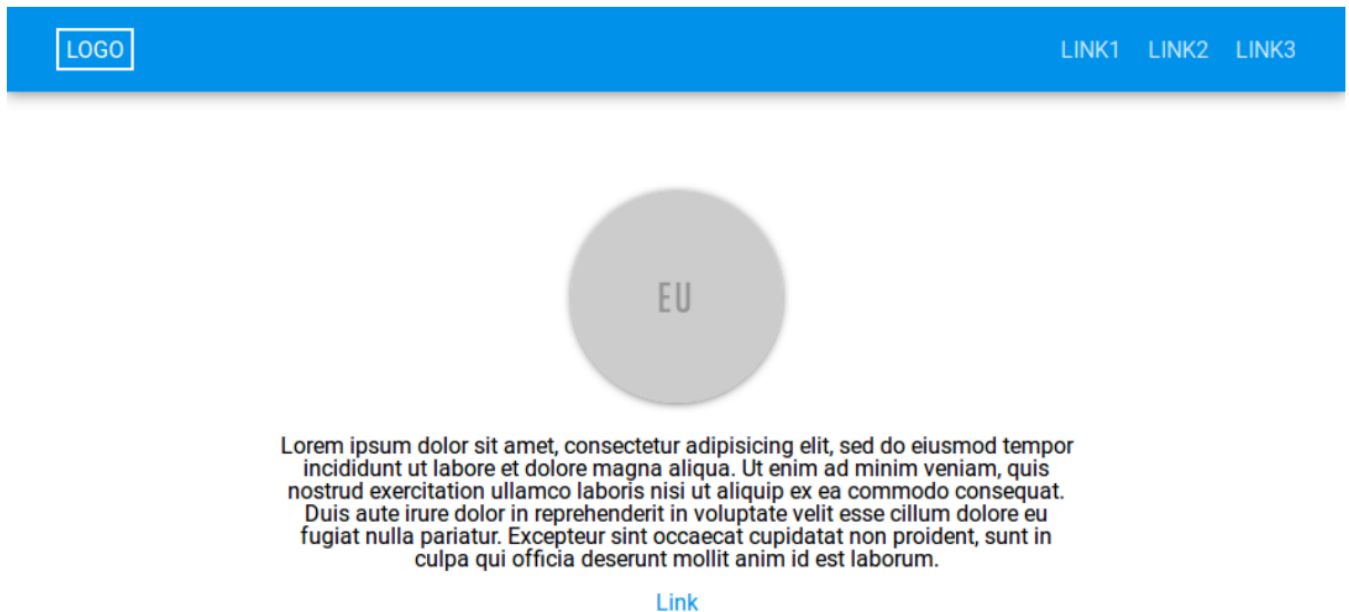 LOGO LINK1 LINK2 LINK3
EU
Lorem ipsum dolor sit amet, consectetur adipisicing elit, sed do eiusmod tempor
incididunt ut labore et dolore magna aliqua. Ut enim ad minim veniam, quis
nostrud exercitation ullamco laboris nisi ut aliquip ex ea commodo consequat.
Duis aute irure dolor in reprehenderit in voluptate velit esse cillum dolore eu
fugiat nulla pariatur. Excepteur sint occaecat cupidatat non proident, sunt in
culpa qui officia deserunt mollit anim id est laborum.
Link